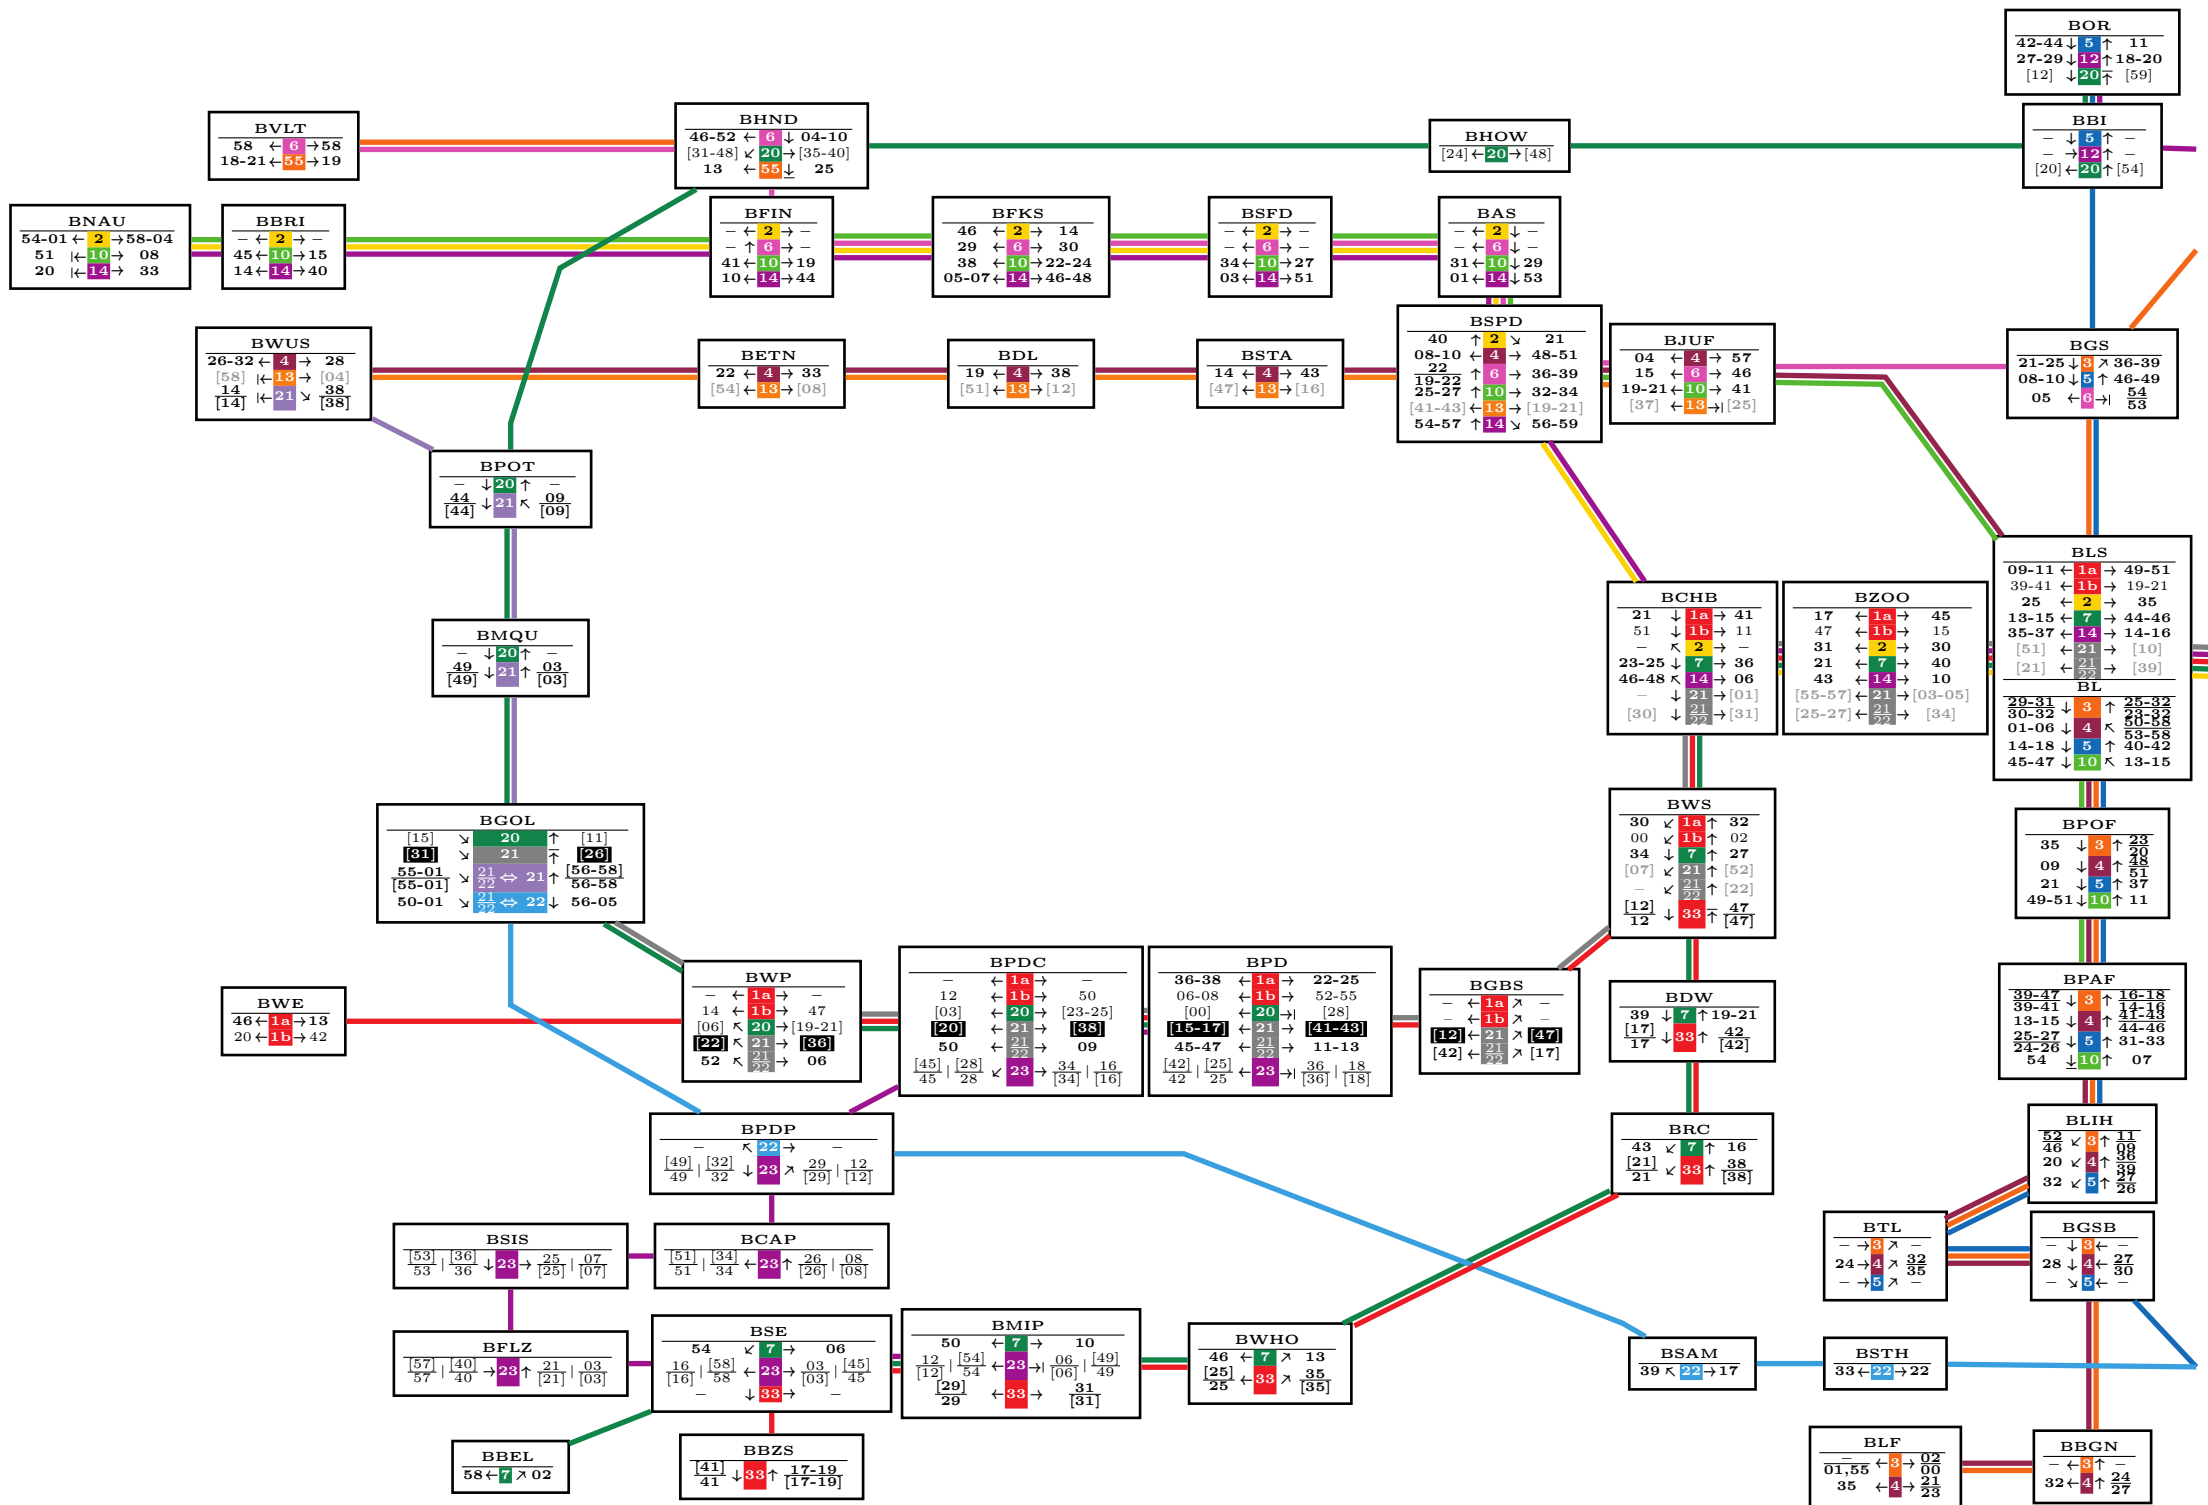 BOR
42-44 ↓ 5 ↑ 11
27-29 ↓ 12 ↑ 18-20
[12] ↓ 20 ↑ [59]
BVLT
58 ← 6 → 58
18-21 ← 55 → 19
BHND
46-52 ← 6 ↓ 04-10
[31-48] ↙ 20 → [35-40]
13 ← 55 ↓ 25
BHOW
[24] ← 20 → [48]
BBI
– ↓ 5 ↑ –
– → 12 ↑ –
[20] ← 20 ↑ [54]
BNAU
54-01 ← 2 → 58-04
51 |← 10 → 08
20 |← 14 → 33
BBRI
– ← 2 → –
45 ← 10 → 15
14 ← 14 → 40
BFIN
– ← 2 → –
– ↑ 6 → –
41 ← 10 → 19
10 ← 14 → 44
BFKS
46 ← 2 → 14
29 ← 6 → 30
38 ← 10 → 22-24
05-07 ← 14 → 46-48
BSFD
– ← 2 → –
– ← 6 → –
34 ← 10 → 27
03 ← 14 → 51
BAS
– ← 2 ↓ –
– ← 6 ↓ –
31 ← 10 ↓ 29
01 ← 14 ↓ 53
BWUS
26-32 ← 4 → 28
[58] |← 13 → [04]
14 38
[14] |← 21 ↘ [38]
BETN
22 ← 4 → 33
[54] ← 13 → [08]
BDL
19 ← 4 → 38
[51] ← 13 → [12]
BSTA
14 ← 4 → 43
[47] ← 13 → [16]
BSPD
40 ↑ 2 ↘ 21
08-10 ← 4 → 48-51
22
19-22 ↑ 6 → 36-39
25-27 ↑ 10 → 32-34
[41-43] ← 13 → [19-21]
54-57 ↑ 14 ↘ 56-59
BJUF
04 ← 4 → 57
15 ← 6 → 46
19-21 ← 10 → 41
[37] ← 13 →| [25]
BGS
21-25 ↓ 3 ↗ 36-39
08-10 ↓ 5 ↑ 46-49
05 ← 6 →| 54
53
BPOT
– ↓ 20 ↑ –
44 09
[44] ↓ 21 ↖ [09]
BLS
09-11 ← 1a → 49-51
39-41 ← 1b → 19-21
25 ← 2 → 35
13-15 ← 7 → 44-46
35-37 ← 14 → 14-16
[51] ← 21 → [10]
[21] ← 21 22 → [39]
BL
29-31 25-32
30-32 ↓ 3 ↑ 23-32
01-06 ↓ 4 ↖ 50-58
53-58
14-18 ↓ 5 ↑ 40-42
45-47 ↓ 10 ↖ 13-15
BCHB
21 ↓ 1a → 41
51 ↓ 1b → 11
– ↖ 2 → –
23-25 ↓ 7 → 36
46-48 ↖ 14 → 06
– ↓ 21 → [01]
[30] ↓ 21 22 → [31]
BZOO
17 ← 1a → 45
47 ← 1b → 15
31 ← 2 → 30
21 ← 7 → 40
43 ← 14 → 10
[55-57] ← 21 → [03-05]
[25-27] ← 21 22 → [34]
BMQU
– ↓ 20 ↑ –
49 03
[49] ↓ 21 ↑ [03]
BGOL
[15] ↘ 20 ↑ [11]
[31] ↘ 21 ↑ [26]
55-01 [56-58]
[55-01] ↘ 21 22 ⇔ 21 ↑ 56-58
50-01 ↘ 21 22 ⇔ 22 ↓ 56-05
BWS
30 ↙ 1a ↑ 32
00 ↙ 1b ↑ 02
34 ↓ 7 ↑ 27
[07] ↙ 21 ↑ [52]
– ↙ 21 22 ↑ [22]
[12] 47
12 ↓ 33 ↑ [47]
BPOF
35 ↓ 3 ↑ 23
20
09 ↓ 4 ↑ 48
51
21 ↓ 5 ↑ 37
49-51 ↓ 10 ↑ 11
BWE
46 ← 1a → 13
20 ← 1b → 42
BWP
– ← 1a → –
14 ← 1b → 47
[06] ↖ 20 → [19-21]
[22] ↖ 21 → [36]
52 ↖ 21 22 → 06
BPDC
– ← 1a → –
12 ← 1b → 50
[03] ← 20 → [23-25]
[20] ← 21 → [38]
50 ← 21 22 → 09
[45] | [28] 34 | 16
45 | 28 ↙ 23 → [34] | [16]
BPD
36-38 ← 1a → 22-25
06-08 ← 1b → 52-55
[00] ← 20 →| [28]
[15-17] ← 21 → [41-43]
45-47 ← 21 22 → 11-13
[42] | [25] 36 | 18
42 | 25 ← 23 →| [36] | [18]
BGBS
– ← 1a ↗ –
– ← 1b ↗ –
[12] ← 21 ↗ [47]
[42] ← 21 22 ↗ [17]
BDW
39 ↓ 7 ↑ 19-21
[17] 42
17 ↓ 33 ↑ [42]
BPAF
39-47 16-18
39-41 ↓ 3 ↑ 14-16
13-15 ↓ 4 ↑ 41-43
44-46
25-27
24-26 ↓ 5 ↑ 31-33
54 ↓ 10 ↑ 07
BPDP
– ↖ 22 → –
[49] | [32] 29 | 12
49 | 32 ↓ 23 ↗ [29] | [12]
BRC
43 ↙ 7 ↑ 16
[21] 38
21 ↙ 33 ↑ [38]
BLIH
52 11
46 ↙ 3 ↑ 09
20 ↙ 4 ↑ 36
39
32 ↙ 5 ↑ 27
26
BSIS
[53] | [36] 25 | 07
53 | 36 ↓ 23 → [25] | [07]
BCAP
[51] | [34] 26 | 08
51 | 34 ← 23 ↑ [26] | [08]
BTL
– → 3 ↗ –
24 → 4 ↗ 32
35
– → 5 ↗ –
BGSB
– ↓ 3 ← –
28 ↓ 4 ← 27
30
– ↘ 5 ← –
BFLZ
[57] | [40] 21 | 03
57 | 40 → 23 ↑ [21] | [03]
BSE
54 ↙ 7 → 06
16 | [58] 03 | [45]
[16] | 58 ← 23 → [03] | 45
– ↓ 33 → –
BMIP
50 ← 7 → 10
12 | [54] 06 | [49]
[12] | 54 ← 23 →| [06] | 49
[29] 31
29 ← 33 → [31]
BWHO
46 ← 7 ↗ 13
[25] 35
25 ← 33 ↗ [35]
BSAM
39 ↖ 22 → 17
BSTH
33 ← 22 → 22
BBEL
58 ← 7 ↗ 02
BBZS
[41] 17-19
41 ↓ 33 ↑ [17-19]
BLF
– 02
01,55 ← 3 → 00
35 ← 4 → 21
23
BBGN
– ← 3 ↑ –
32 ← 4 ↑ 24
27